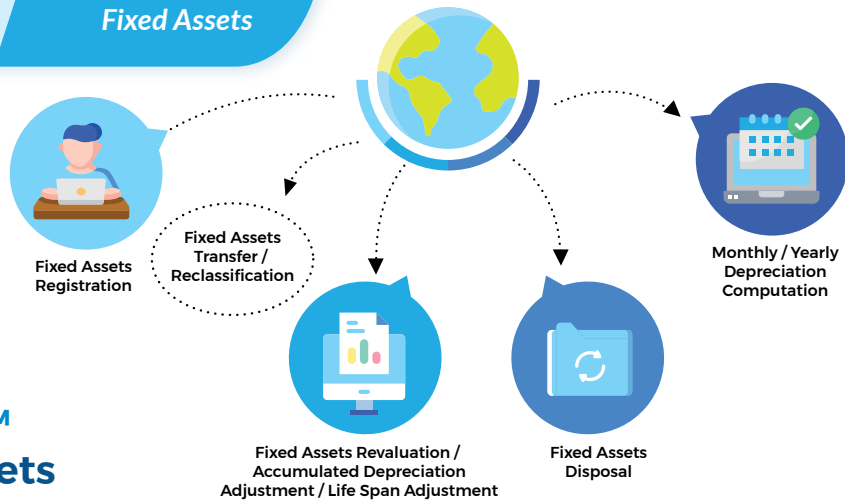 Fixed Assets
Fixed Assets
Registration
Fixed Assets
Transfer /
Reclassification
Monthly / Yearly
Depreciation
Computation
Fixed Assets Revaluation /
Accumulated Depreciation
Adjustment / Life Span Adjustment
Fixed Assets
Disposal
M
ets